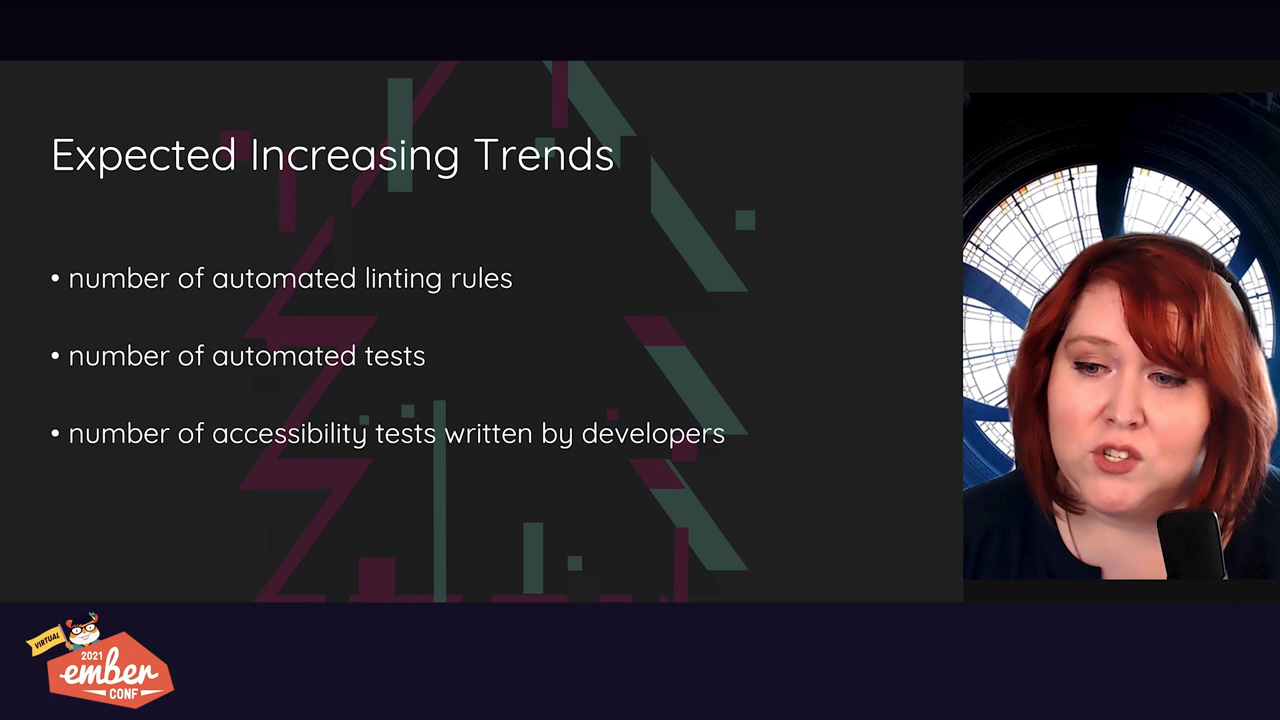 Expected Increasing Trends
• number of automated linting rules
• number of automated tests
• number of accessibility tests written by developers
VIRTUAL
2021
ember
CONF